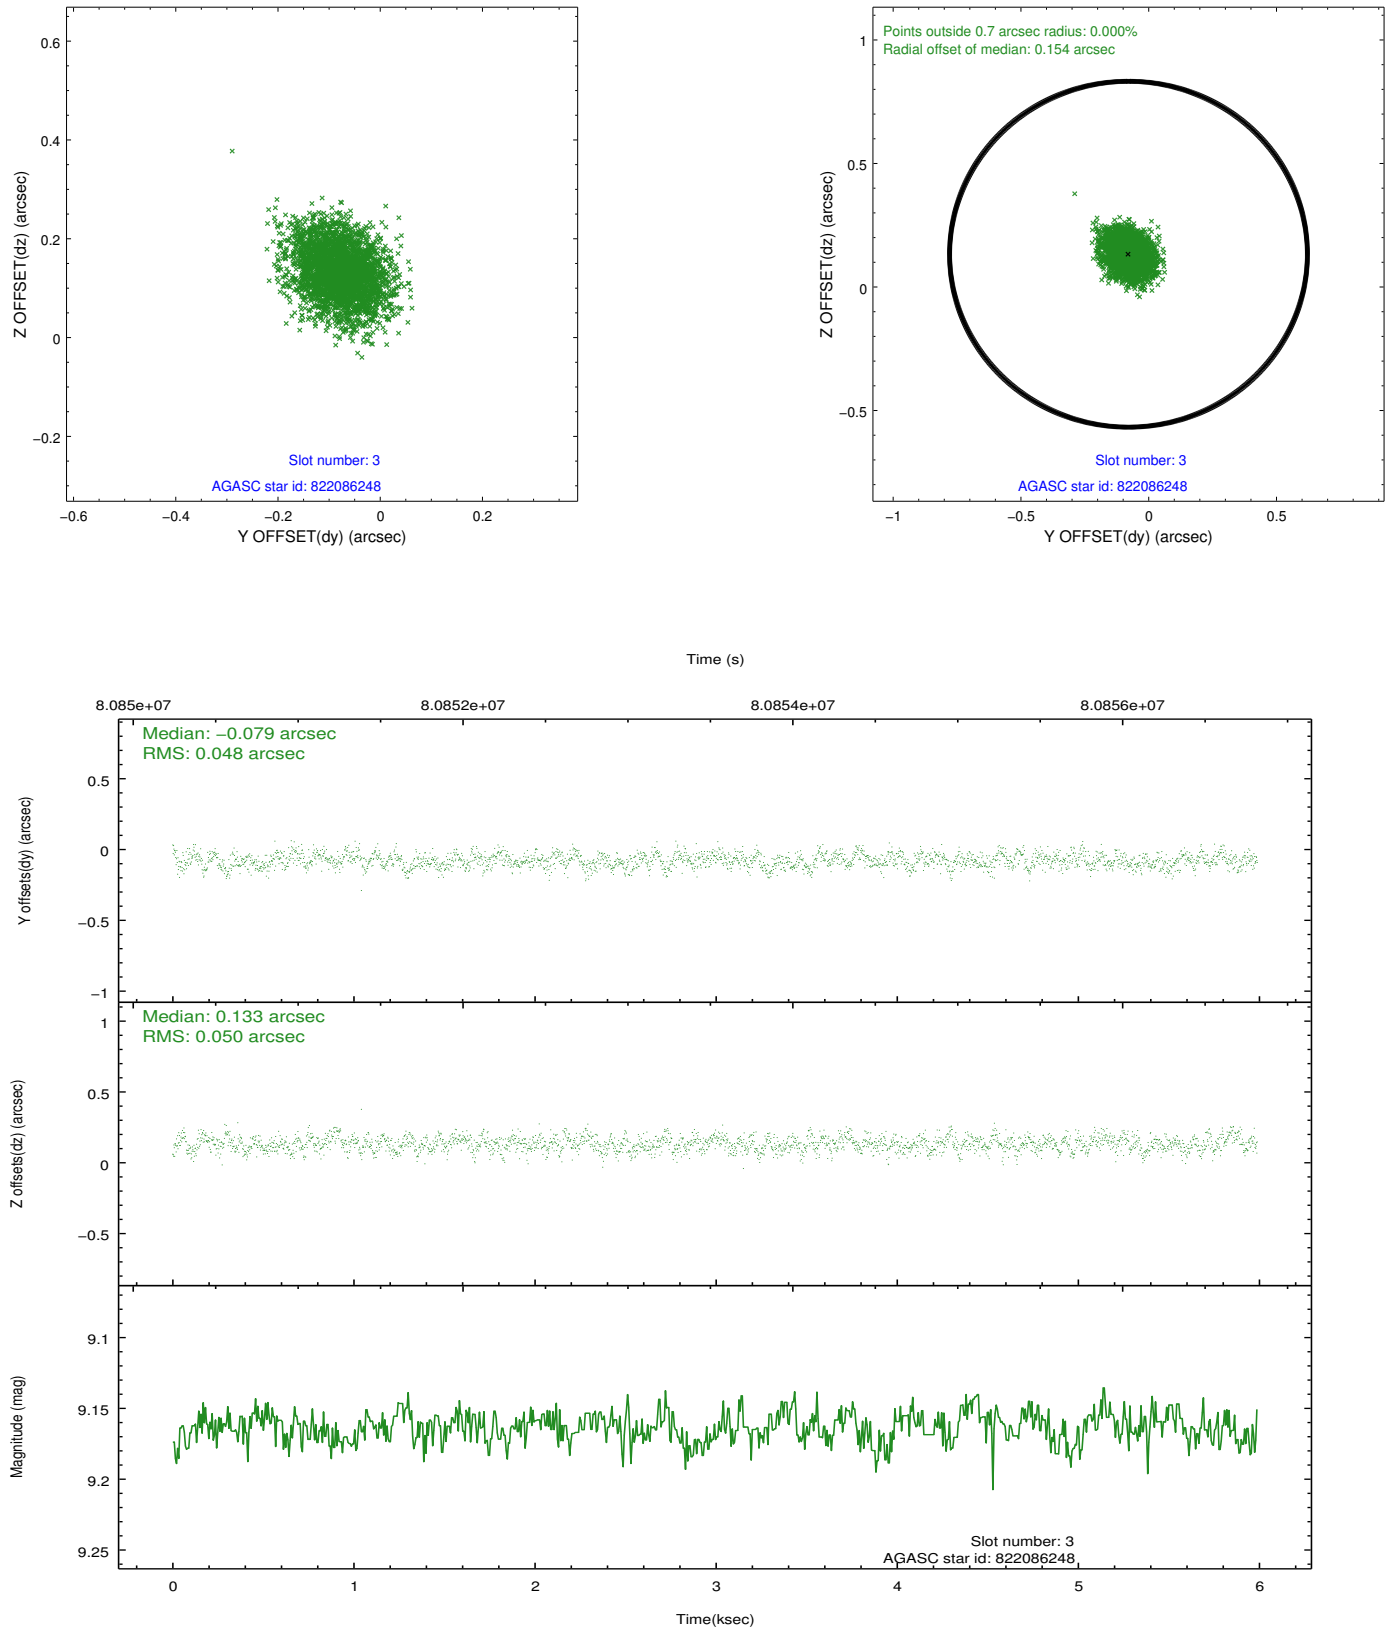 0.6
0.4
0.2
0
−0.2
Z OFFSET(dz) (arcsec)
Slot number: 3
AGASC star id: 822086248
−0.6
−0.4
−0.2
0
0.2
Y OFFSET(dy) (arcsec)
Points outside 0.7 arcsec radius: 0.000%
Radial offset of median: 0.154 arcsec
1
0.5
0
−0.5
Z OFFSET(dz) (arcsec)
Slot number: 3
AGASC star id: 822086248
−1
−0.5
0
0.5
Y OFFSET(dy) (arcsec)
Time (s)
8.085e+07
8.0852e+07
8.0854e+07
8.0856e+07
Median: −0.079 arcsec
RMS: 0.048 arcsec
0.5
0
−0.5
−1
Y offsets(dy) (arcsec)
Median: 0.133 arcsec
RMS: 0.050 arcsec
1
0.5
0
−0.5
Z offsets(dz) (arcsec)
9.1
9.15
9.2
9.25
Magnitude (mag)
Slot number: 3
AGASC star id: 822086248
0
1
2
3
4
5
6
Time(ksec)